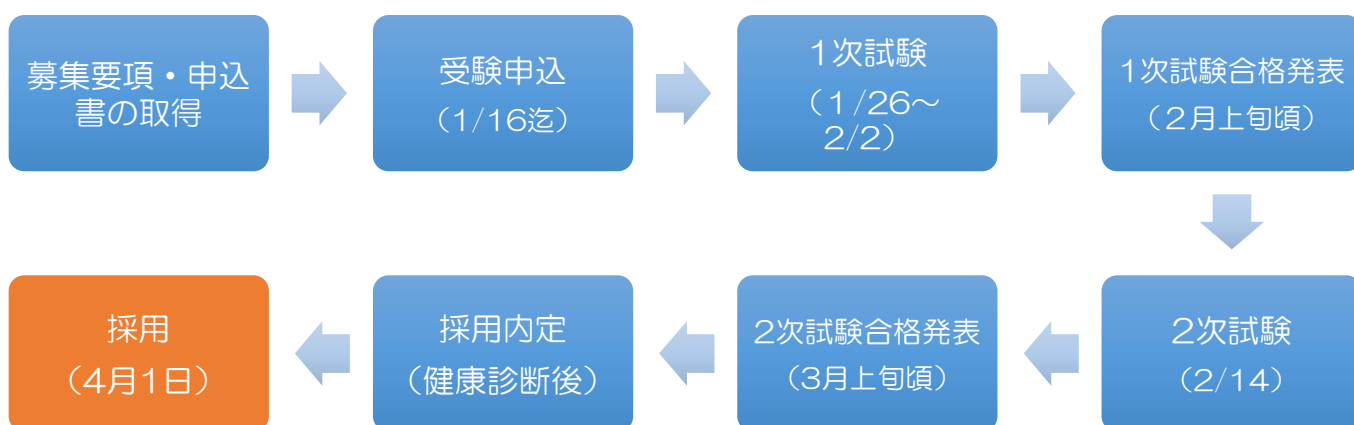 募集要項・申込
書の取得
受験申込
（1/16迄）
1次試験
（１/26～
2/2）
1次試験合格発表
（２月上旬頃）
2次試験
（2/14）
2次試験合格発表
（3月上旬頃）
採用内定
（健康診断後）
採用
（4月1日）